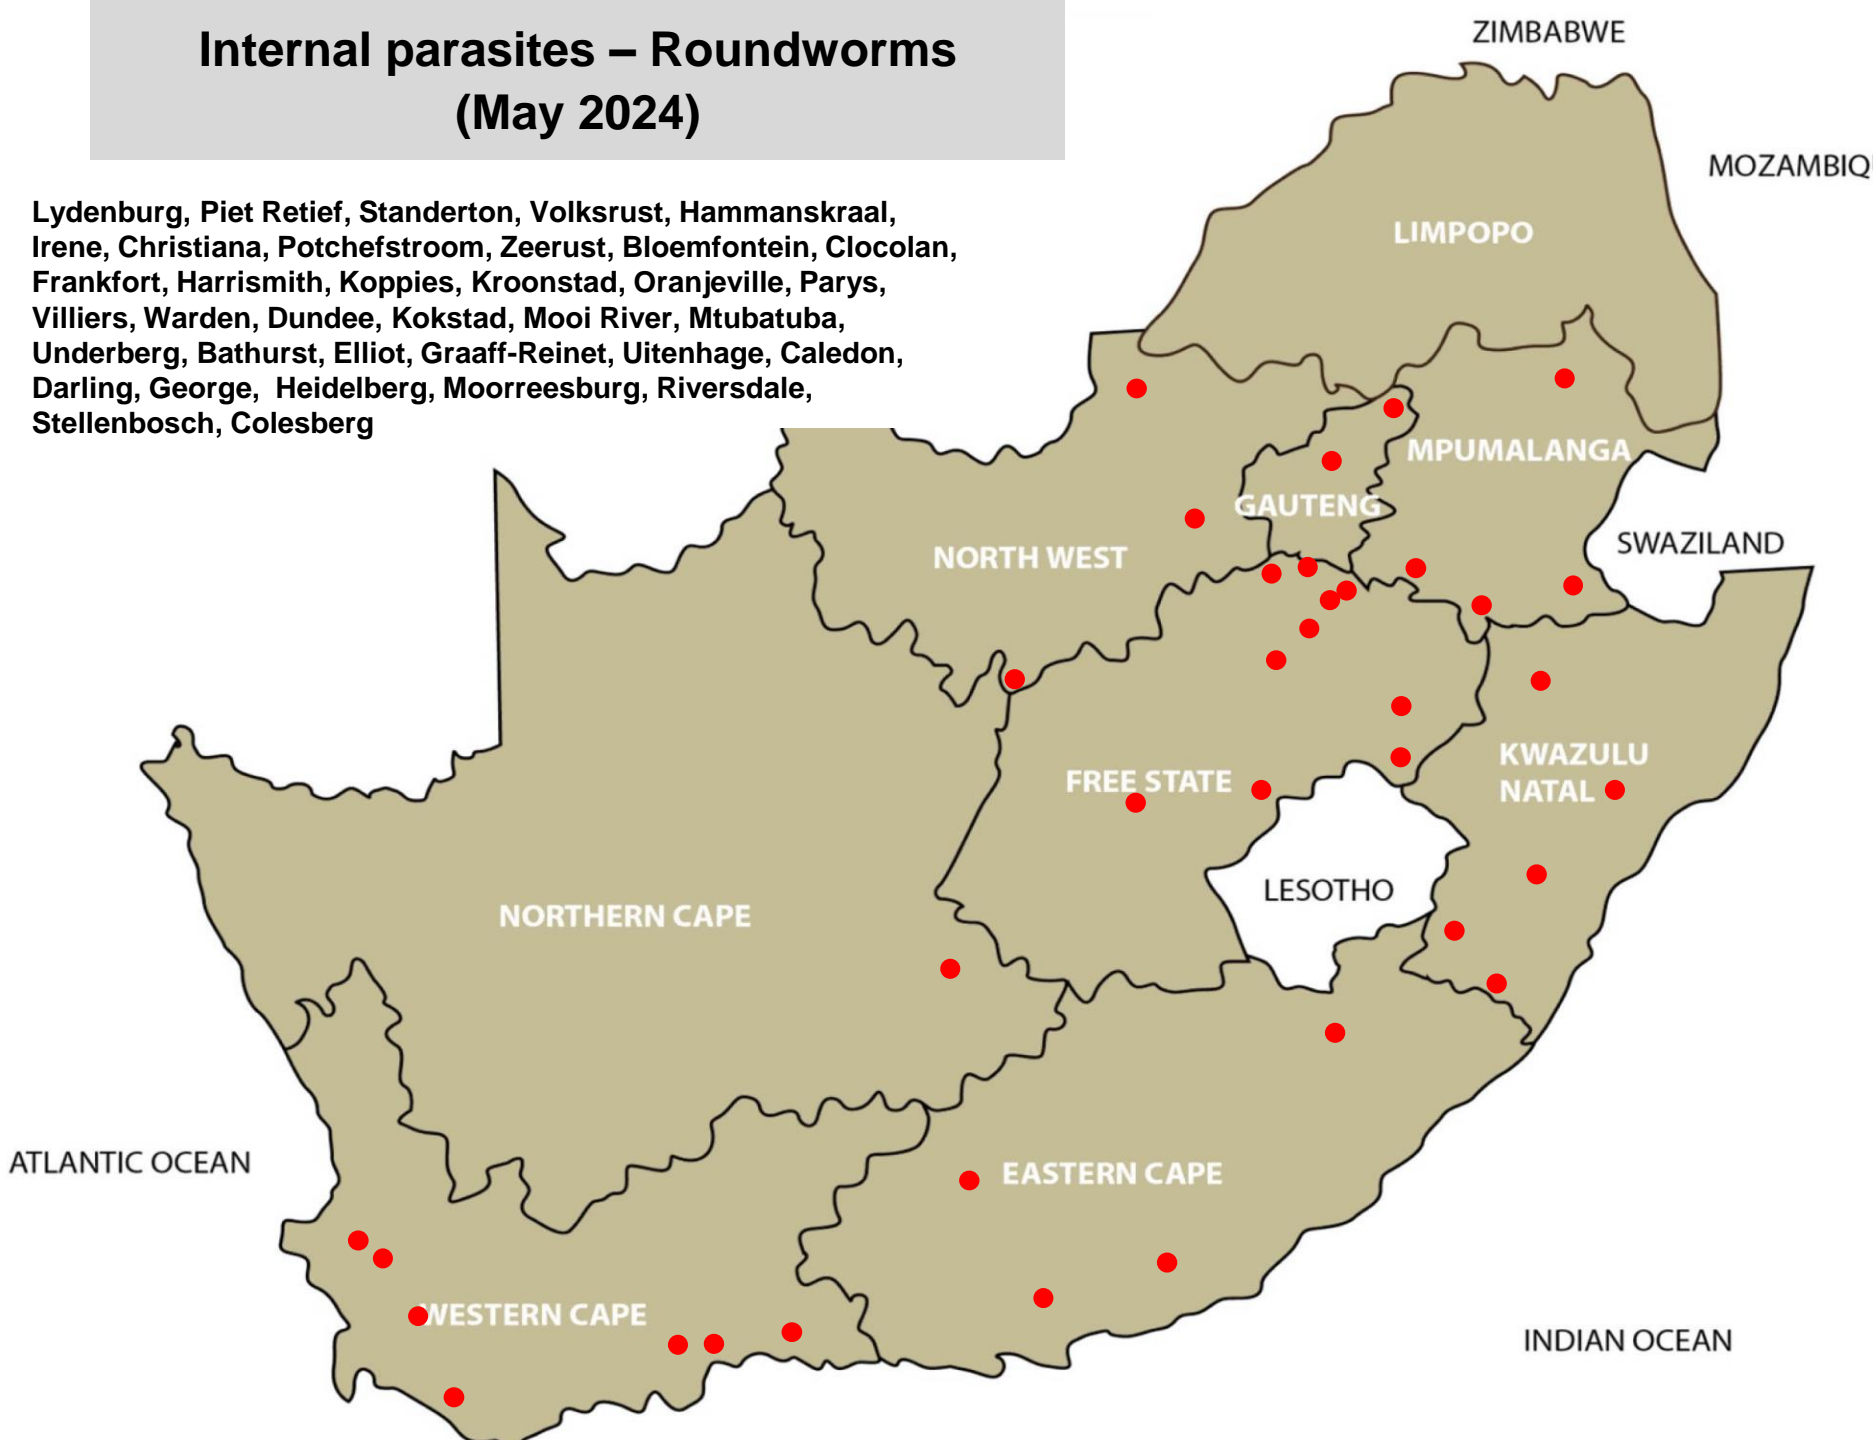 Internal parasites – Roundworms
(May 2024)
Lydenburg, Piet Retief, Standerton, Volksrust, Hammanskraal,
Irene, Christiana, Potchefstroom, Zeerust, Bloemfontein, Clocolan,
Frankfort, Harrismith, Koppies, Kroonstad, Oranjeville, Parys,
Villiers, Warden, Dundee, Kokstad, Mooi River, Mtubatuba,
Underberg, Bathurst, Elliot, Graaff-Reinet, Uitenhage, Caledon,
Darling, George, Heidelberg, Moorreesburg, Riversdale,
Stellenbosch, Colesberg
ZIMBABWE
MOZAMBIQ
LIMPOPO
MPUMALANGA
GAUTENG
SWAZILAND
NORTH WEST
KWAZULU
NATAL
FREE STATE
LESOTHO
NORTHERN CAPE
ATLANTIC OCEAN
EASTERN CAPE
WESTERN CAPE
INDIAN OCEAN